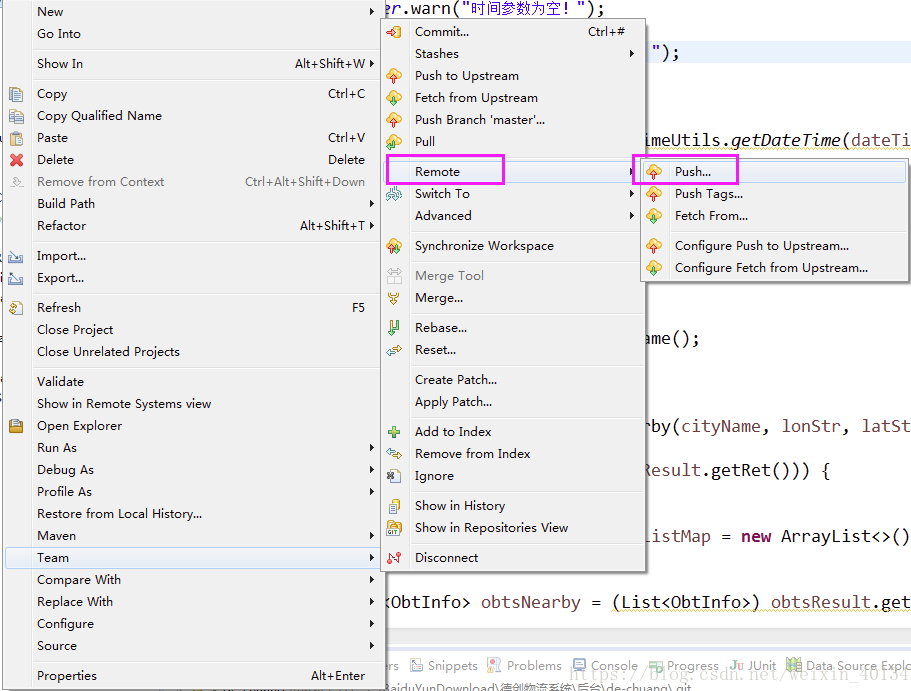 New
Go Into
Show In Alt+Shift+W
Copy Ctrl+C
Copy Qualified Name
Paste Ctrl+V
Delete Delete
Remove from Context Ctrl+Alt+Shift+Down
Build Path
Refactor Alt+Shift+T
Import...
Export...
Refresh F5
Close Project
Close Unrelated Projects
Validate
Show in Remote Systems view
Open Explorer
Run As
Debug As
Profile As
Restore from Local History...
Maven
Team
Compare With
Replace With
Configure
Source
Properties Alt+Enter
Commit... Ctrl+#
Stashes
Push to Upstream
Fetch from Upstream
Push Branch 'master'...
Pull
Remote
Switch To
Advanced
Synchronize Workspace
Merge Tool
Merge...
Rebase...
Reset...
Create Patch...
Apply Patch...
Add to Index
Remove from Index
Ignore
Show in History
Show in Repositories View
Disconnect
Push...
Push Tags...
Fetch From...
Configure Push to Upstream...
Configure Fetch from Upstream...
er.warn("时间参数为空! ");
");
imeUtils.getDateTime(dateTi
ame();
rby(cityName, lonStr, latSt
Result.getRet())) {
listMap = new ArrayList<>()
<ObtInfo> obtsNearby = (List<ObtInfo>) obtsResult.get
ers Snippets Problems Console Progress JUnit Data Source Explo
BaiduYunDownload\德创物流系统\后台\de-chuang\.git
https://blog.csdn.net/weixin_40134